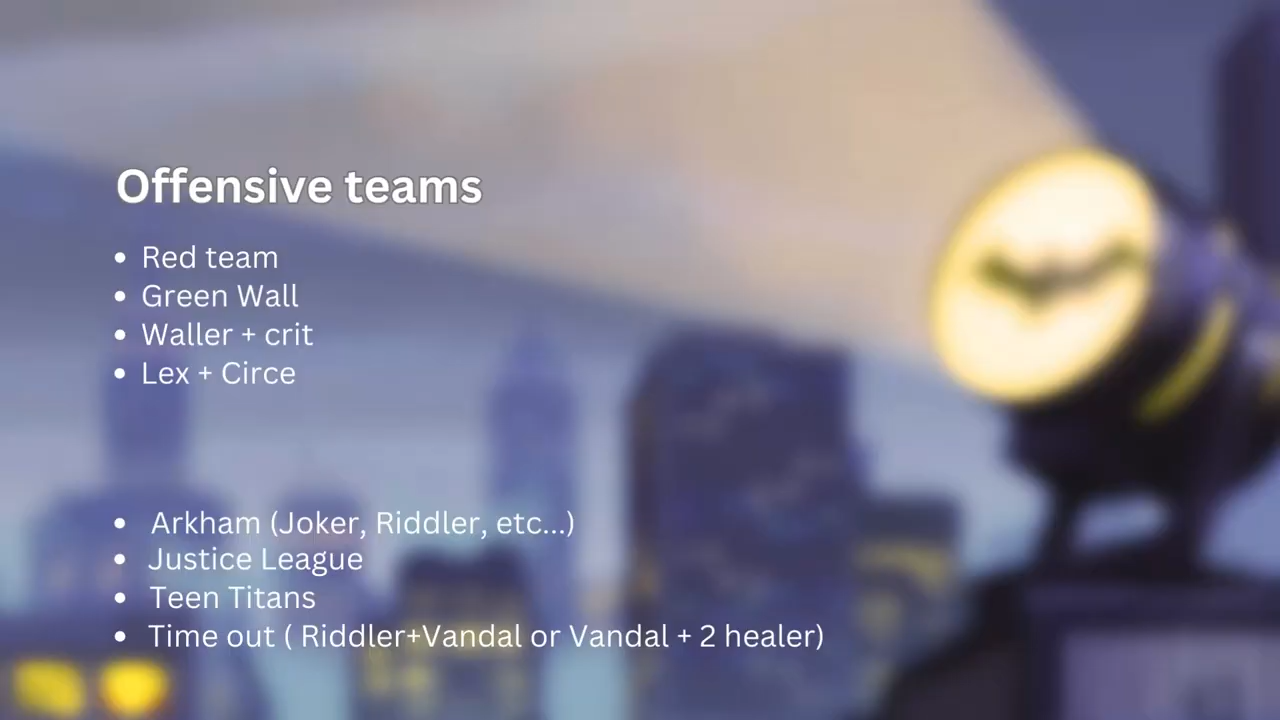 Offensive teams
• Red team
• Green Wall
• Waller + crit
• Lex + Circe
• Arkham (Joker, Riddler, etc...)
• Justice League
• Teen Titans
• Time out ( Riddler+Vandal or Vandal + 2 healer)